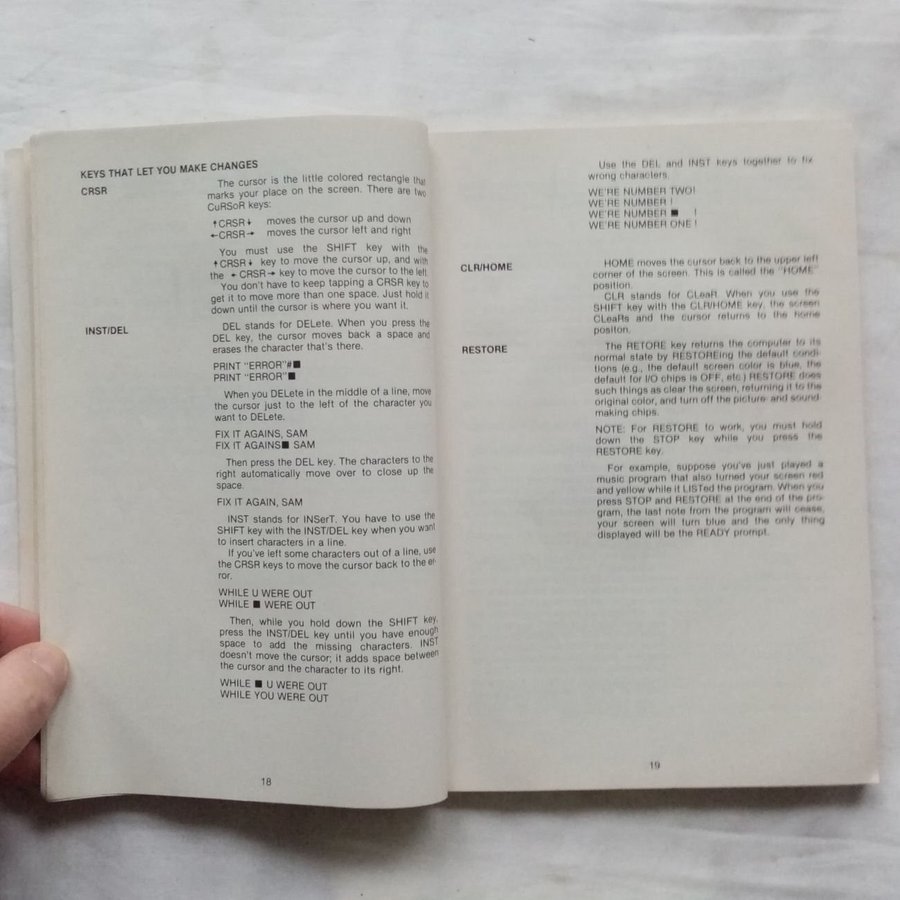 KEYS THAT LET YOU MAKE CHANGES
CRSR
The cursor is the little colored rectangle that
marks your place on the screen. There are two
CuRSoR keys:
↑CRSR↓ moves the cursor up and down
←CRSR→ moves the cursor left and right
You must use the SHIFT key with the
↑CRSR↓ key to move the cursor up, and with
the ←CRSR→ key to move the cursor to the left.
You don't have to keep tapping a CRSR key to
get it to move more than one space. Just hold it
down until the cursor is where you want it.
INST/DEL
DEL stands for DELete. When you press the
DEL key, the cursor moves back a space and
erases the character that's there.
PRINT "ERROR"#■
PRINT "ERROR"■
When you DELete in the middle of a line, move
the cursor just to the left of the character you
want to DELete.
FIX IT AGAINS, SAM
FIX IT AGAINS■ SAM
Then press the DEL key. The characters to the
right automatically move over to close up the
space.
FIX IT AGAIN, SAM
INST stands for INSerT. You have to use the
SHIFT key with the INST/DEL key when you want
to insert characters in a line.
If you've left some characters out of a line, use
the CRSR keys to move the cursor back to the er-
ror.
WHILE U WERE OUT
WHILE ■ WERE OUT
Then, while you hold down the SHIFT key,
press the INST/DEL key until you have enough
space to add the missing characters. INST
doesn't move the cursor; it adds space between
the cursor and the character to its right.
WHILE ■ U WERE OUT
WHILE YOU WERE OUT
18
Use the DEL and INST keys together to fix
wrong characters.
WE'RE NUMBER TWO!
WE'RE NUMBER !
WE'RE NUMBER ■ !
WE'RE NUMBER ONE !
CLR/HOME
HOME moves the cursor back to the upper left
corner of the screen. This is called the "HOME"
position.
CLR stands for CLeaR. When you use the
SHIFT key with the CLR/HOME key, the screen
CLeaRs and the cursor returns to the home
positon.
RESTORE
The RETORE key returns the computer to its
normal state by RESTOREing the default condi-
tions (e.g., the default screen color is blue, the
default for I/O chips is OFF, etc.) RESTORE does
such things as clear the screen, returning it to the
original color, and turn off the picture- and sound-
making chips.
NOTE: For RESTORE to work, you must hold
down the STOP key while you press the
RESTORE key.
For example, suppose you've just played a
music program that also turned your screen red
and yellow while it LISTed the program. When you
press STOP and RESTORE at the end of the pro-
gram, the last note from the program will cease,
your screen will turn blue and the only thing
displayed will be the READY prompt.
19